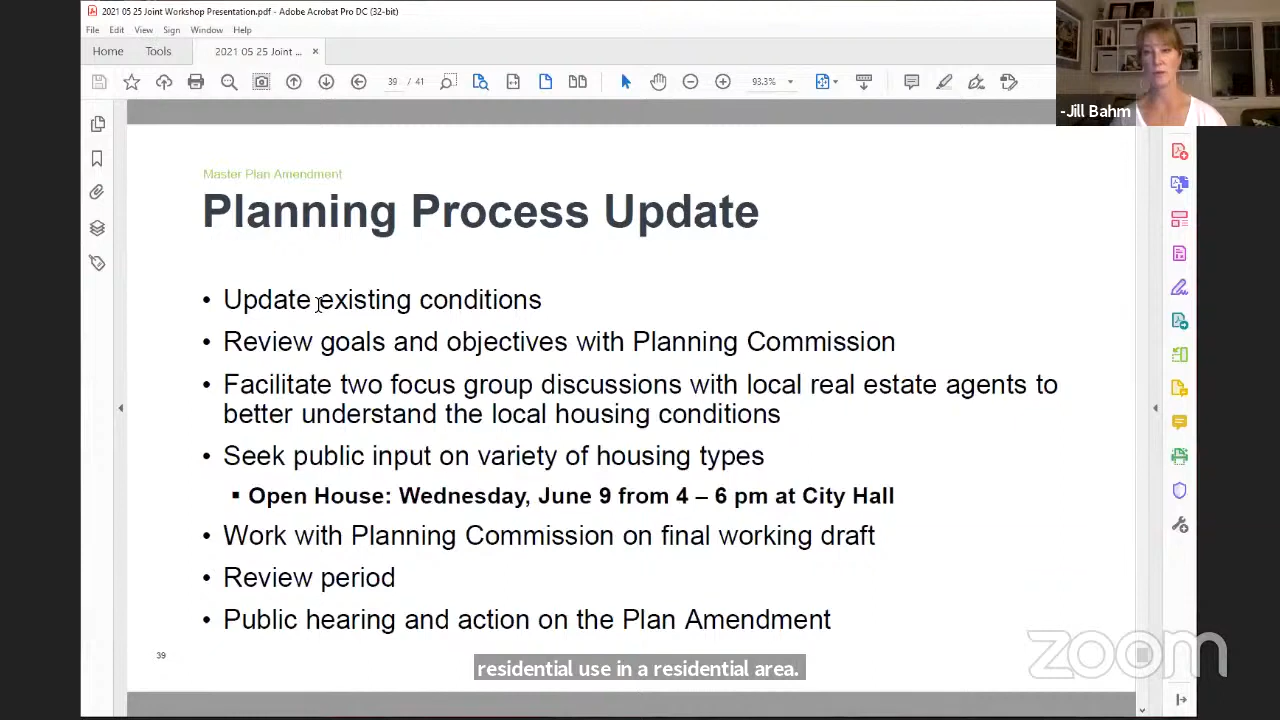 2021 05 25 Joint Workshop Presentation.pdf - Adobe Acrobat Pro DC (32-bit)
File Edit View Sign Window Help
Home Tools 2021 05 25 Joint ... ×
39 / 41 93.3%
-Jill Bahm
Master Plan Amendment
Planning Process Update
• Update existing conditions
• Review goals and objectives with Planning Commission
• Facilitate two focus group discussions with local real estate agents to
better understand the local housing conditions
• Seek public input on variety of housing types
▪ Open House: Wednesday, June 9 from 4 – 6 pm at City Hall
• Work with Planning Commission on final working draft
• Review period
• Public hearing and action on the Plan Amendment
39
residential use in a residential area.
zoom